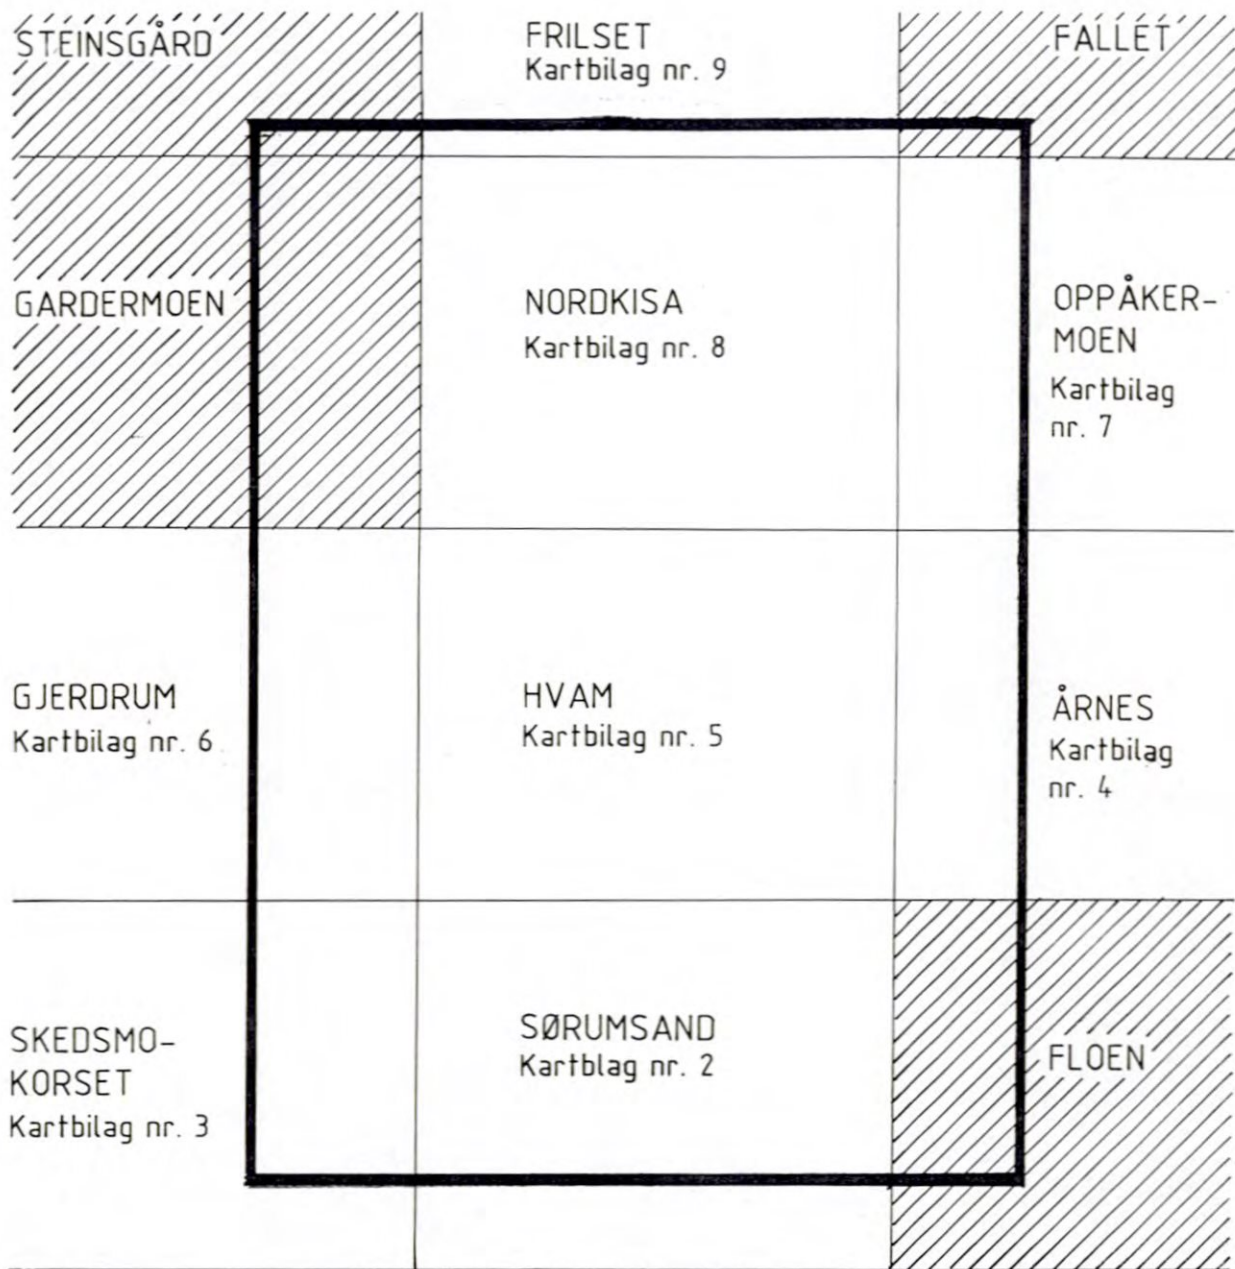 STEINSGÅRD
FRILSET
Kartbilag nr. 9
FALLET
GARDERMOEN
NORDKISA
Kartbilag nr. 8
OPPÅKER-
MOEN
Kartbilag
nr. 7
GJERDRUM
Kartbilag nr. 6
HVAM
Kartbilag nr. 5
ÅRNES
Kartbilag
nr. 4
SKEDSMO-
KORSET
Kartbilag nr. 3
SØRUMSAND
Kartblag nr. 2
FLOEN